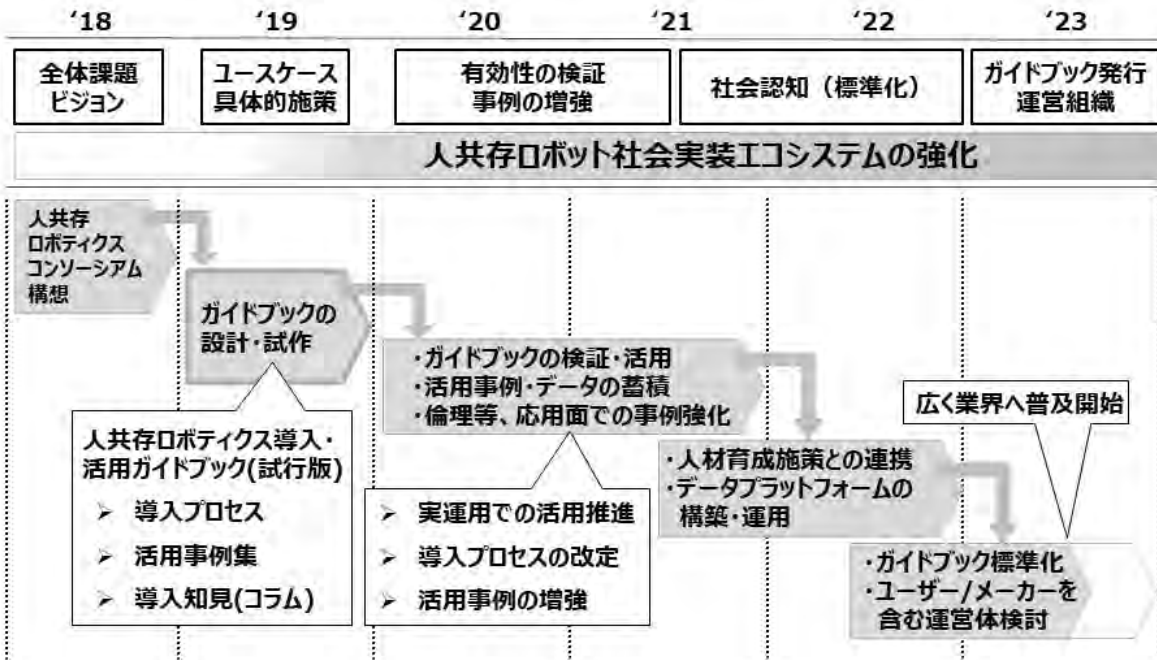 ‘18 ‘19 ‘20 ‘21 ‘22 ‘23
全体課題
ビジョン
ユースケース
具体的施策
有効性の検証
事例の増強
社会認知（標準化）
ガイドブック発行
運営組織
人共存ロボット社会実装エコシステムの強化
人共存
ロボティクス
コンソーシアム
構想
ガイドブックの
設計・試作
・ガイドブックの検証・活用
・活用事例・データの蓄積
・倫理等、応用面での事例強化
人共存ロボティクス導入・
活用ガイドブック(試行版)
➢ 導入プロセス
➢ 活用事例集
➢ 導入知見(コラム)
➢ 実運用での活用推進
➢ 導入プロセスの改定
➢ 活用事例の増強
・人材育成施策との連携
・データプラットフォームの
構築・運用
広く業界へ普及開始
・ガイドブック標準化
・ユーザー/メーカーを
含む運営体検討